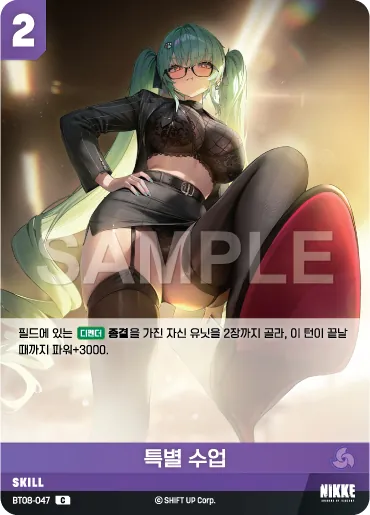 2
SAMPLE
필드에 있는 디펜더 종결을 가진 자신 유닛을 2장까지 골라, 이 턴이 끝날
때까지 파워+3000.
특별 수업
SKILL
BT08-047 C ©SHIFT UP Corp.
NIKKE